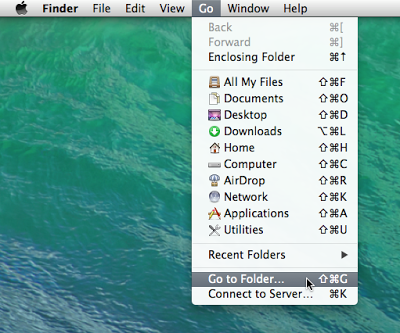 Finder File Edit View Go Window Help
Back ⌘[
Forward ⌘]
Enclosing Folder ⌘↑
All My Files ⇧⌘F
Documents ⇧⌘O
Desktop ⇧⌘D
Downloads ⌥⌘L
Home ⇧⌘H
Computer ⇧⌘C
AirDrop ⇧⌘R
Network ⇧⌘K
Applications ⇧⌘A
Utilities ⇧⌘U
Recent Folders
Go to Folder... ⇧⌘G
Connect to Server... ⌘K